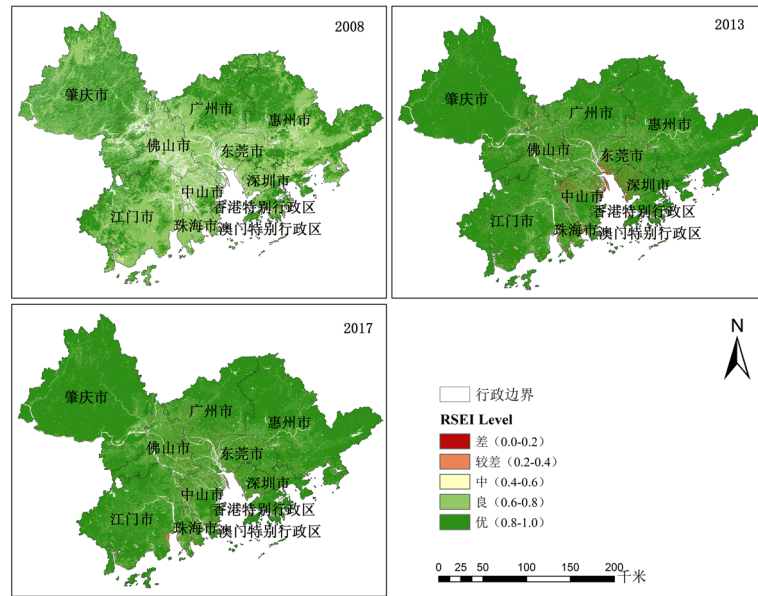 2008
肇庆市
广州市
惠州市
佛山市
东莞市
深圳市
中山市
江门市
香港特别行政区
珠海市
澳门特别行政区
2013
肇庆市
广州市
惠州市
佛山市
东莞市
深圳市
中山市
江门市
香港特别行政区
珠海市
澳门特别行政区
2017
肇庆市
广州市
惠州市
佛山市
东莞市
深圳市
中山市
江门市
香港特别行政区
珠海市
澳门特别行政区
N
行政边界
RSEI Level
差（0.0-0.2）
较差（0.2-0.4）
中（0.4-0.6）
良（0.6-0.8）
优（0.8-1.0）
0 25 50 100 150 200 千米